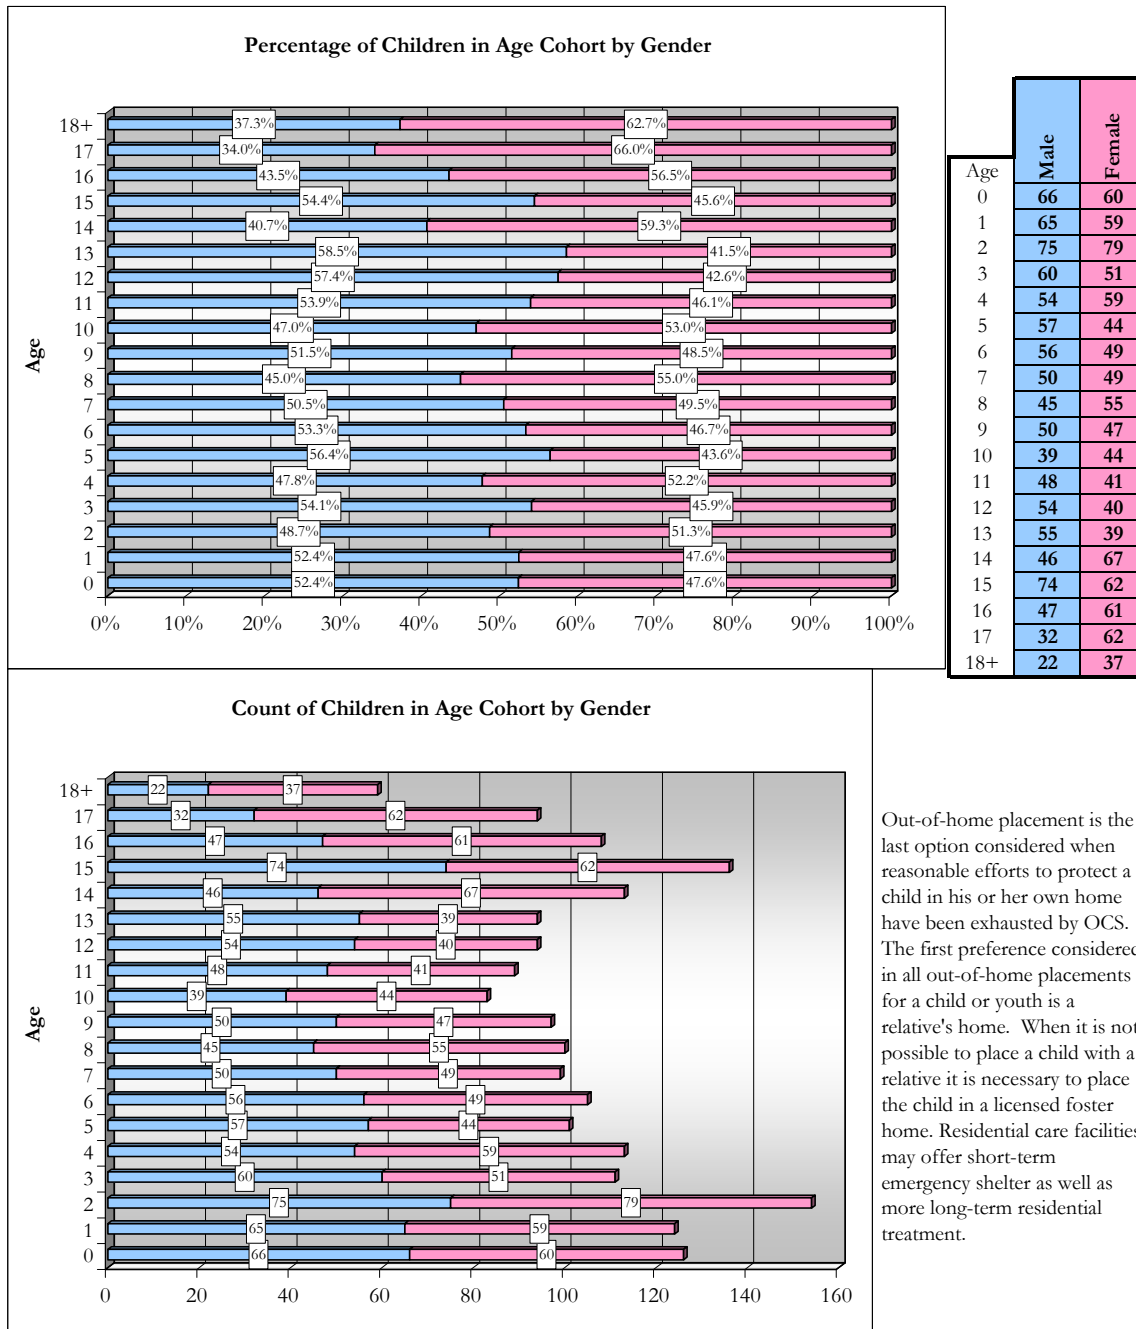 Percentage of Children in Age Cohort by Gender
Age
18+ 37.3% 62.7%
17 34.0% 66.0%
16 43.5% 56.5%
15 54.4% 45.6%
14 40.7% 59.3%
13 58.5% 41.5%
12 57.4% 42.6%
11 53.9% 46.1%
10 47.0% 53.0%
9 51.5% 48.5%
8 45.0% 55.0%
7 50.5% 49.5%
6 53.3% 46.7%
5 56.4% 43.6%
4 47.8% 52.2%
3 54.1% 45.9%
2 48.7% 51.3%
1 52.4% 47.6%
0 52.4% 47.6%
0% 10% 20% 30% 40% 50% 60% 70% 80% 90% 100%
Age Male Female
0 66 60
1 65 59
2 75 79
3 60 51
4 54 59
5 57 44
6 56 49
7 50 49
8 45 55
9 50 47
10 39 44
11 48 41
12 54 40
13 55 39
14 46 67
15 74 62
16 47 61
17 32 62
18+ 22 37
Count of Children in Age Cohort by Gender
Age
18+ 22 37
17 32 62
16 47 61
15 74 62
14 46 67
13 55 39
12 54 40
11 48 41
10 39 44
9 50 47
8 45 55
7 50 49
6 56 49
5 57 44
4 54 59
3 60 51
2 75 79
1 65 59
0 66 60
0 20 40 60 80 100 120 140 160
Out-of-home placement is the
last option considered when
reasonable efforts to protect a
child in his or her own home
have been exhausted by OCS.
The first preference considered
in all out-of-home placements
for a child or youth is a
relative's home. When it is not
possible to place a child with a
relative it is necessary to place
the child in a licensed foster
home. Residential care facilities
may offer short-term
emergency shelter as well as
more long-term residential
treatment.